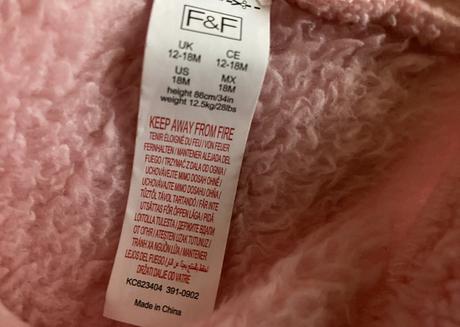 F&F
UK CE
12-18M 12-18M
US MX
18M 18M
height 86cm/34in
weight 12.5kg/28lbs
KEEP AWAY FROM FIRE
TENIR ÉLOIGNÉ DU FEU / VON FEUER
FERNHALTEN / MANTENER ALEJADA DEL
FUEGO / TRZYMAĆ Z DALA OD OGNIA /
UCHOVÁVEJTE MIMO DOSAH OHNĚ /
UCHOVÁVAJTE MIMO DOSAHU OHŇA /
TŰZTŐL TÁVOL TARTANDÓ / FÅR INTE
UTSÄTTAS FÖR ÖPPEN LÅGA / PIDÄ
LOITOLLA TULESTA / ДЕРЖИТЕ ВДАЛИ
ОТ ОГНЯ / ATEŞTEN UZAK TUTUNUZ /
TRÁNH XA NGUỒN LỬA / MANTENER
LEJOS DEL FUEGO /
DRŽATI DALJE OD VATRE
KC623404 391-0902
Made in China